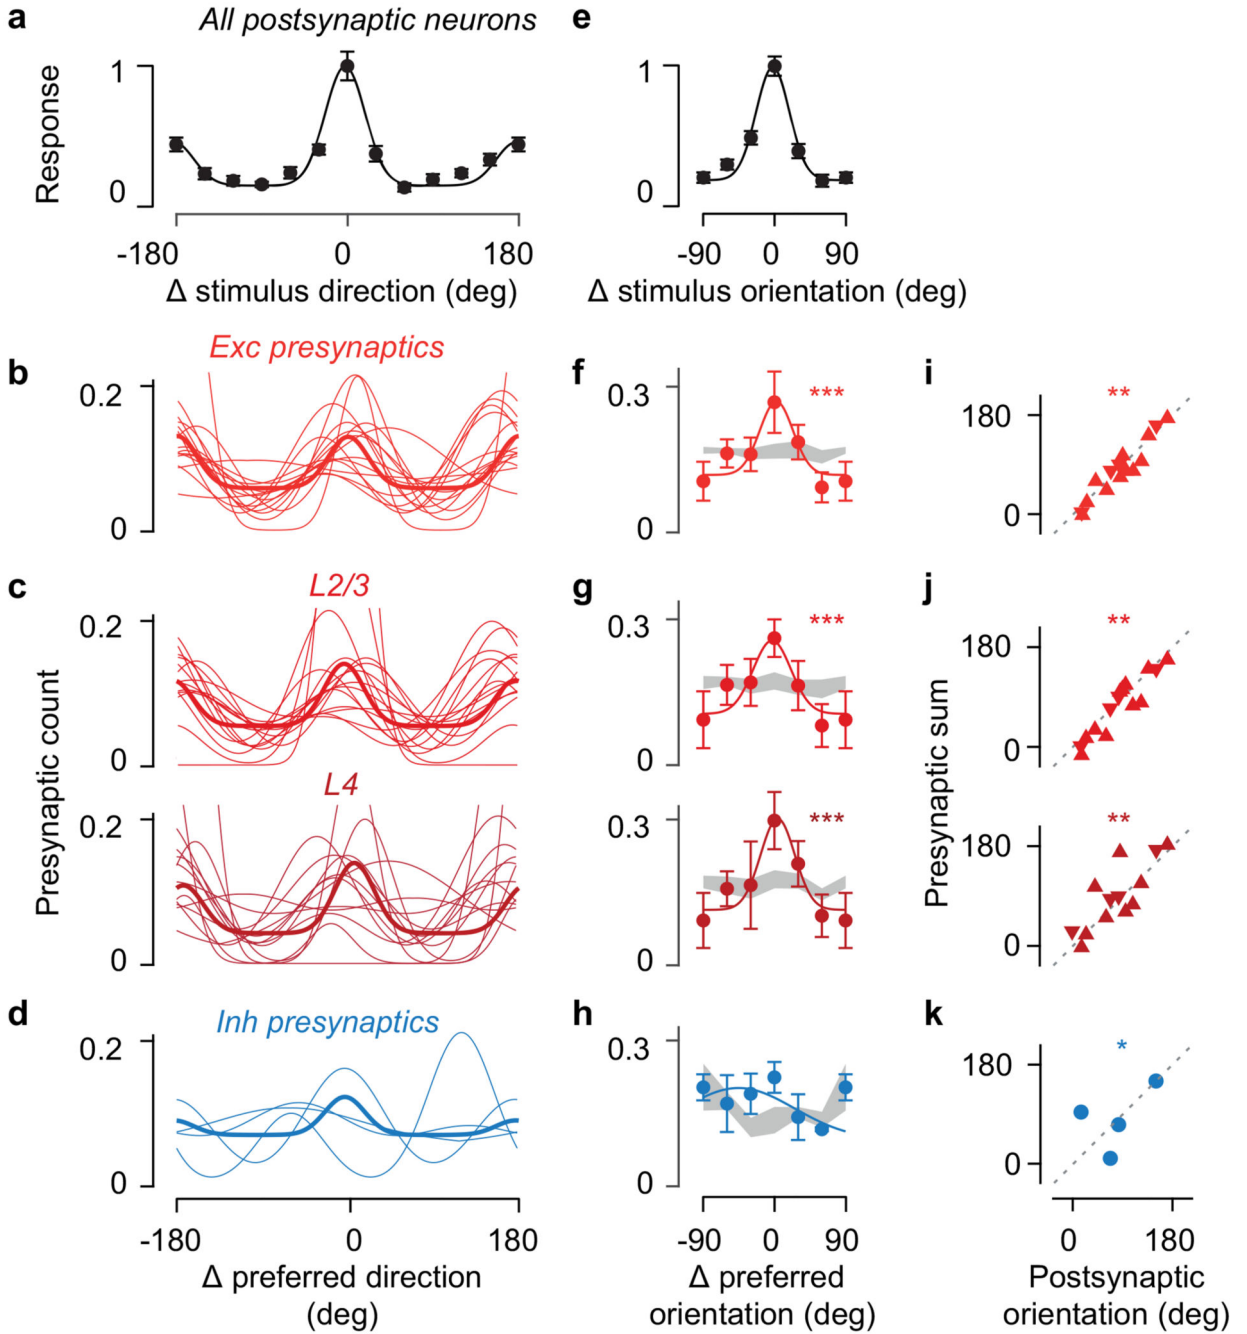 a
All postsynaptic neurons
e
Response
1
0
-180
0
180
Δ stimulus direction (deg)
1
0
-90
0
90
Δ stimulus orientation (deg)
Exc presynaptics
b
0.2
0
f
0.3
0
***
i
**
180
0
c
L2/3
0.2
0
g
0.3
0
***
j
**
180
0
Presynaptic count
L4
0.2
0
0.3
0
***
Presynaptic sum
**
180
0
d
Inh presynaptics
0.2
0
-180
0
180
Δ preferred direction
(deg)
h
0.3
0
-90
0
90
Δ preferred
orientation (deg)
k
*
180
0
0
180
Postsynaptic
orientation (deg)